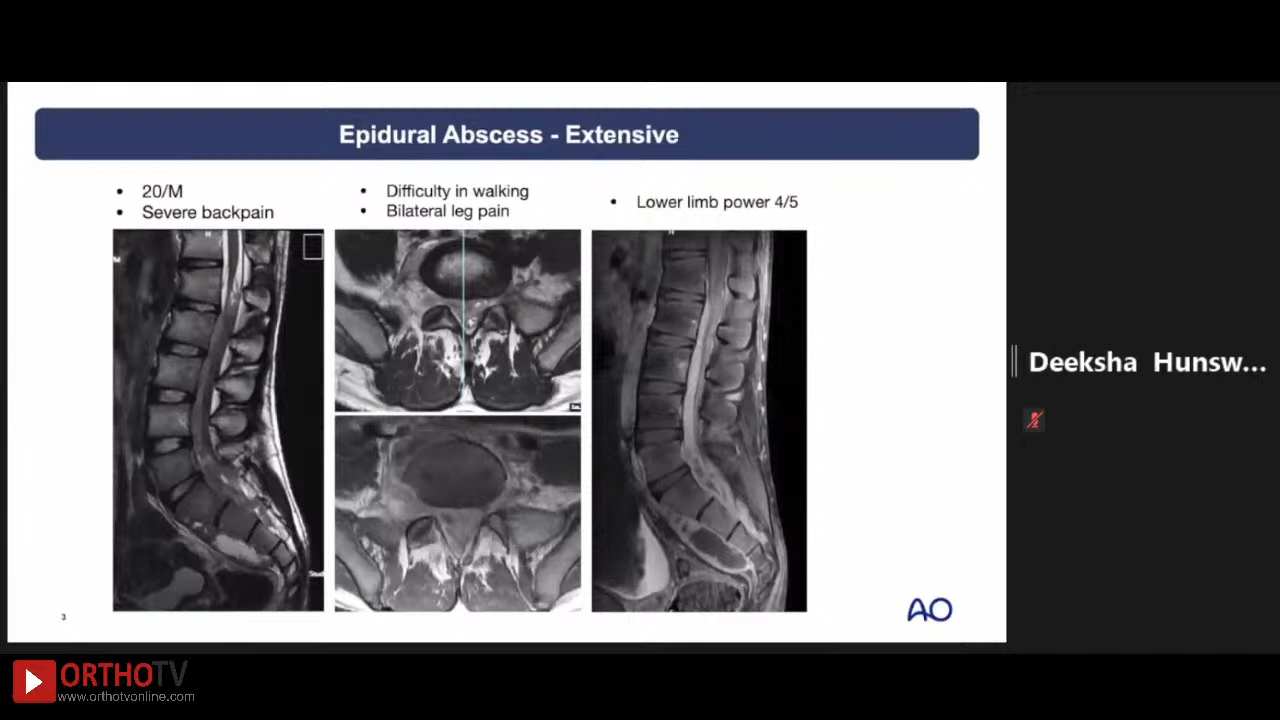 Epidural Abscess - Extensive
• 20/M
• Severe backpain
• Difficulty in walking
• Bilateral leg pain
• Lower limb power 4/5
Deeksha Hunsw...
3
AO
ORTHOTV
www.orthotvonline.com